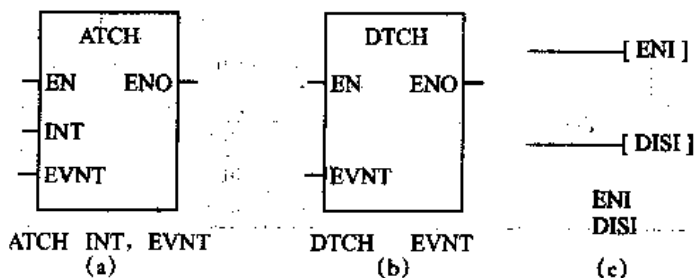 ATCH
EN ENO
INT
EVNT
ATCH INT, EVNT
(a)
DTCH
EN ENO
EVNT
DTCH EVNT
(b)
[ ENI ]
[ DISI ]
ENI
DISI
(c)